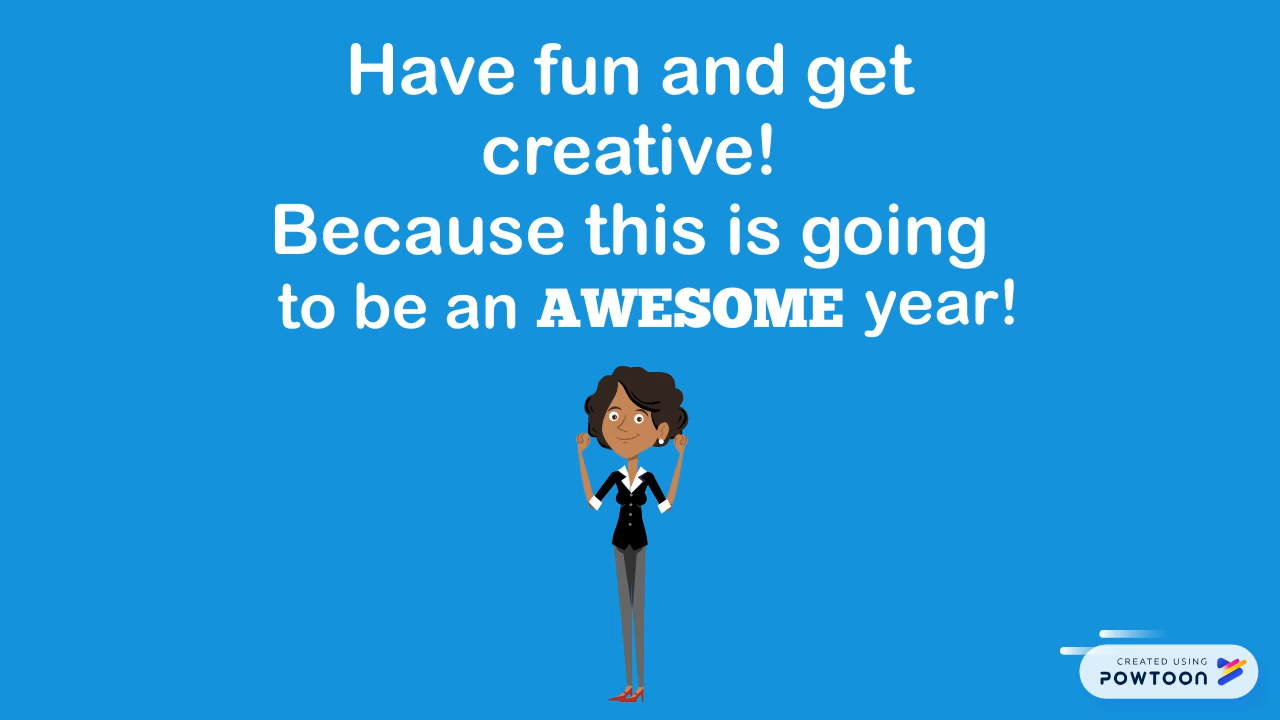 Have fun and get
creative!
Because this is going
to be an AWESOME year!
CREATED USING
POWTOON